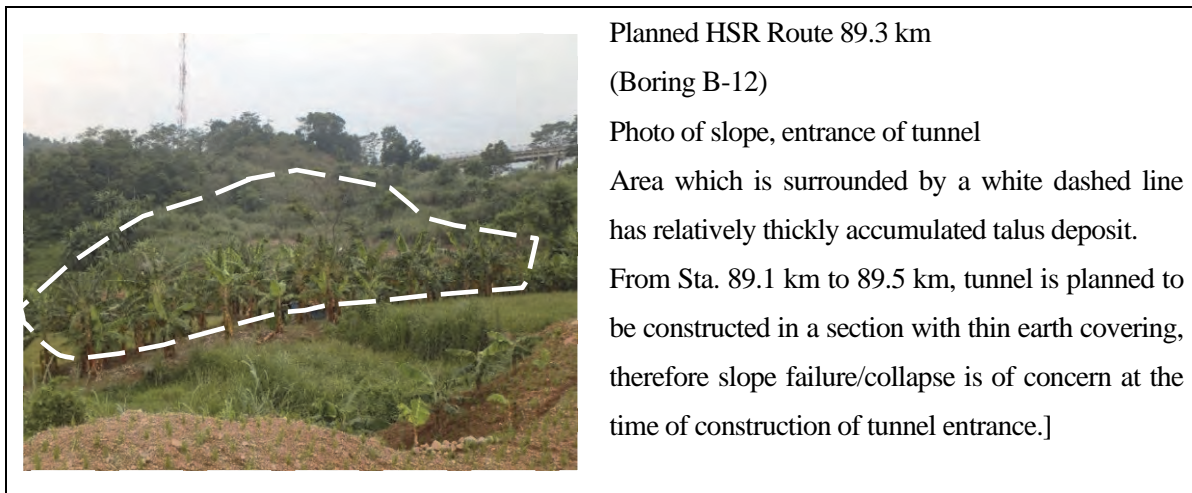 Planned HSR Route 89.3 km
(Boring B-12)
Photo of slope, entrance of tunnel
Area which is surrounded by a white dashed line
has relatively thickly accumulated talus deposit.
From Sta. 89.1 km to 89.5 km, tunnel is planned to
be constructed in a section with thin earth covering,
therefore slope failure/collapse is of concern at the
time of construction of tunnel entrance.]